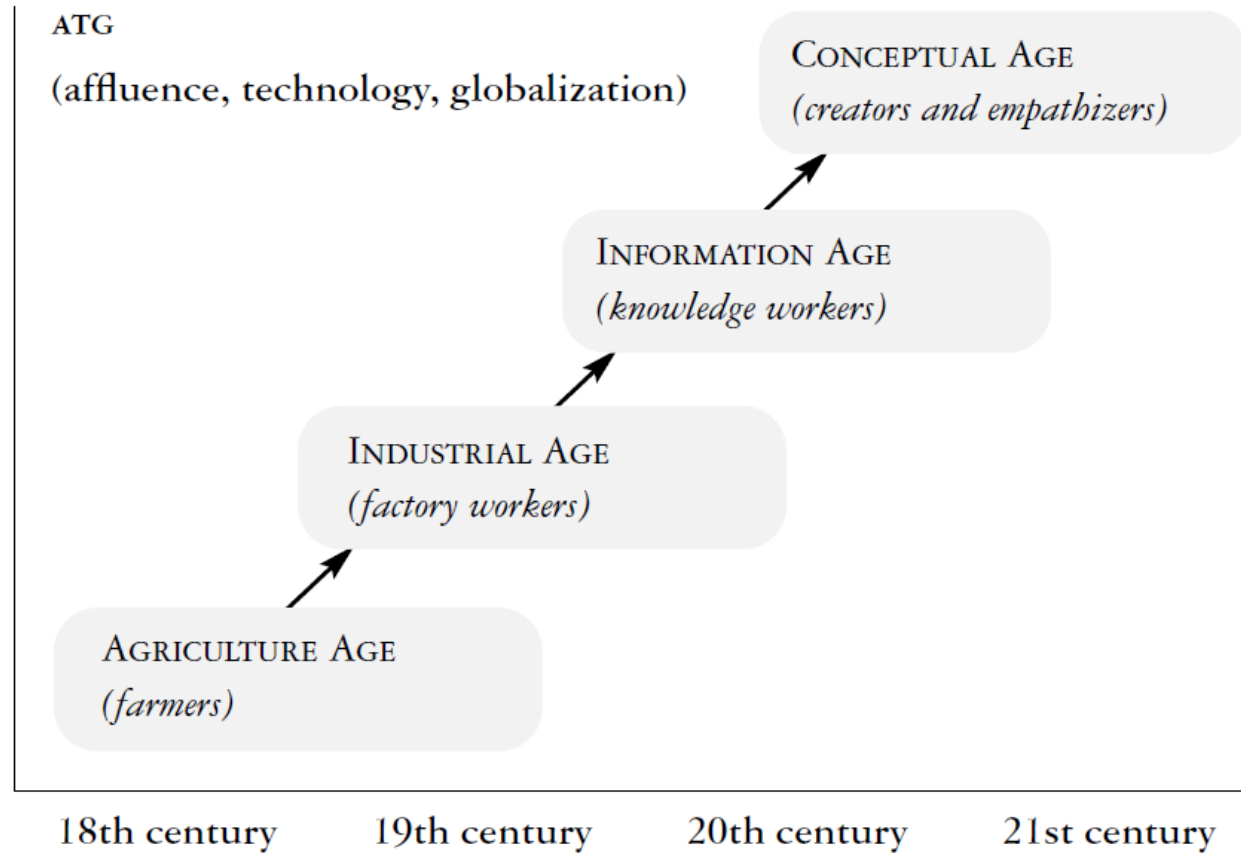 ATG
(affluence, technology, globalization)
CONCEPTUAL AGE
(creators and empathizers)
INFORMATION AGE
(knowledge workers)
INDUSTRIAL AGE
(factory workers)
AGRICULTURE AGE
(farmers)
18th century 19th century 20th century 21st century